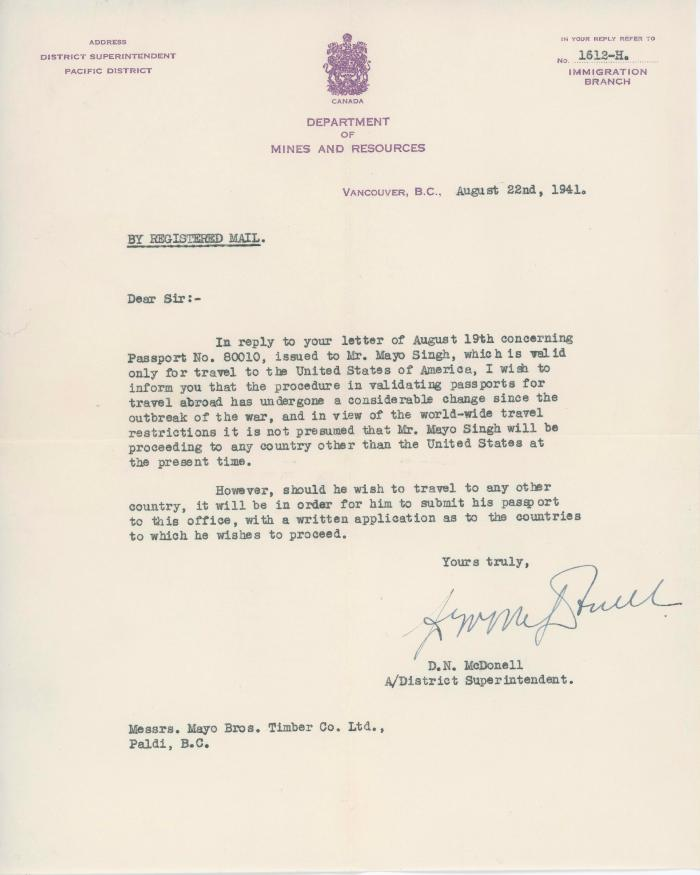 ADDRESS
DISTRICT SUPERINTENDENT
PACIFIC DISTRICT
CANADA
DEPARTMENT
OF
MINES AND RESOURCES
IN YOUR REPLY REFER TO
No. 1612-H.
IMMIGRATION
BRANCH
VANCOUVER, B.C., August 22nd, 1941.
BY REGISTERED MAIL.
Dear Sir:-
In reply to your letter of August 19th concerning
Passport No. 80010, issued to Mr. Mayo Singh, which is valid
only for travel to the United States of America, I wish to
inform you that the procedure in validating passports for
travel abroad has undergone a considerable change since the
outbreak of the war, and in view of the world-wide travel
restrictions it is not presumed that Mr. Mayo Singh will be
proceeding to any country other than the United States at
the present time.
However, should he wish to travel to any other
country, it will be in order for him to submit his passport
to this office, with a written application as to the countries
to which he wishes to proceed.
Yours truly,
D.N. McDonell
A/District Superintendent.
Messrs. Mayo Bros. Timber Co. Ltd.,
Paldi, B.C.